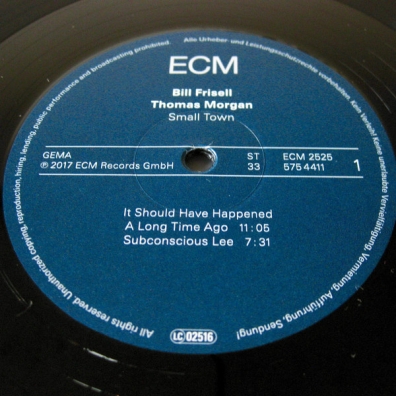 ECM
Bill Frisell
Thomas Morgan
Small Town
GEMA
℗ 2017 ECM Records GmbH
ST
33
ECM 2525
575 4411
1
It Should Have Happened
A Long Time Ago 11:05
Subconscious Lee 7:31
LC 02516
All rights reserved. Unauthorized copying, reproduction, hiring, lending, public performance and broadcasting prohibited.
Alle Urheber- und Leistungsschutzrechte vorbehalten. Kein Verleih! Keine unerlaubte Vervielfältigung, Vermietung, Aufführung, Sendung!